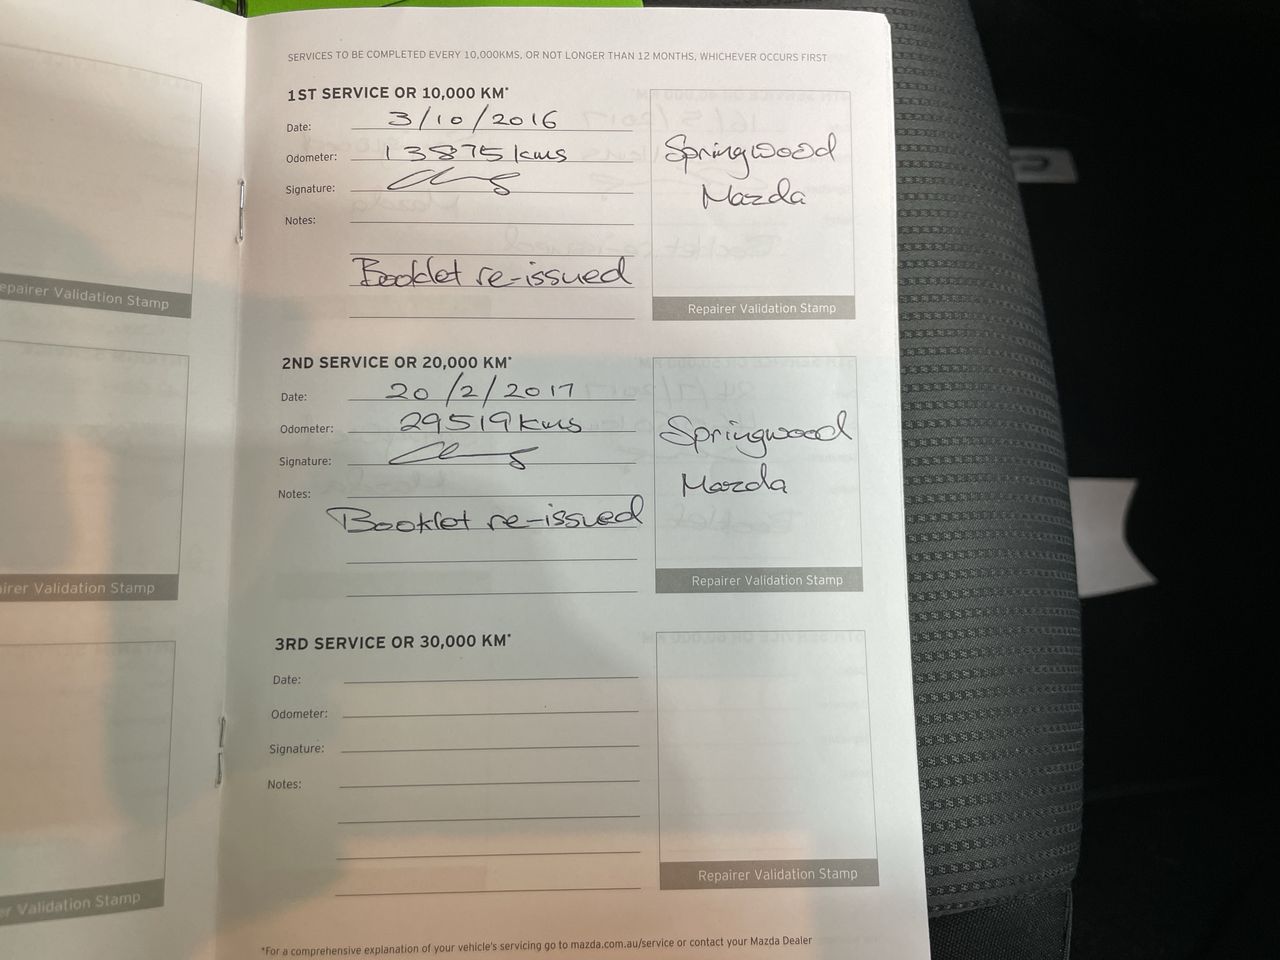 SERVICES TO BE COMPLETED EVERY 10,000KMS, OR NOT LONGER THAN 12 MONTHS, WHICHEVER OCCURS FIRST
1ST SERVICE OR 10,000 KM*
Date: 3/10/2016
Odometer: 13875 kms
Signature:
Notes:
Booklet re-issued
Springwood
Mazda
Repairer Validation Stamp
2ND SERVICE OR 20,000 KM*
Date: 20/2/2017
Odometer: 29519 kms
Signature:
Notes:
Booklet re-issued
Springwood
Mazda
Repairer Validation Stamp
3RD SERVICE OR 30,000 KM*
Date:
Odometer:
Signature:
Notes:
Repairer Validation Stamp
*For a comprehensive explanation of your vehicle's servicing go to mazda.com.au/service or contact your Mazda Dealer
epairer Validation Stamp
airer Validation Stamp
er Validation Stamp